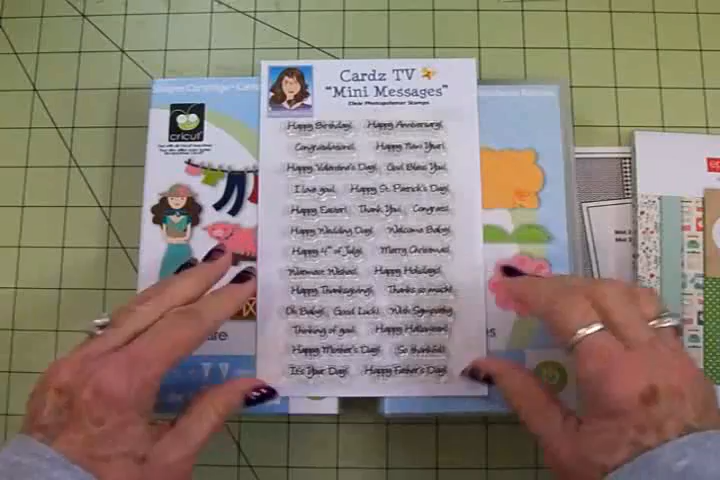 Cardz TV
"Mini Messages"
Clear Photopolymer Stamps
Happy Birthday! Happy Anniversary!
Congratulations! Happy New Year!
Happy Valentine's Day! God Bless You!
I love you! Happy St. Patrick's Day!
Happy Easter! Thank You! Congrats!
Happy Wedding Day! Welcome Baby!
Happy 4th of July! Merry Christmas!
Warmest Wishes! Happy Holidays!
Happy Thanksgiving! Thanks so much!
Oh Baby! Good Luck! With Sympathy
Thinking of you! Happy Halloween!
Happy Mother's Day! So thankful!
It's Your Day! Happy Father's Day!
cricut